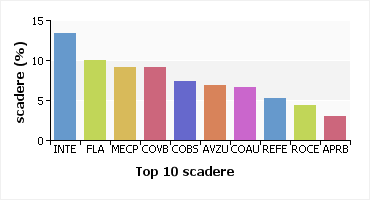 scadere (%)
15
10
5
0
INTE FLA MECP COVB COBS AVZU COAU REFE ROCE APRB
Top 10 scadere